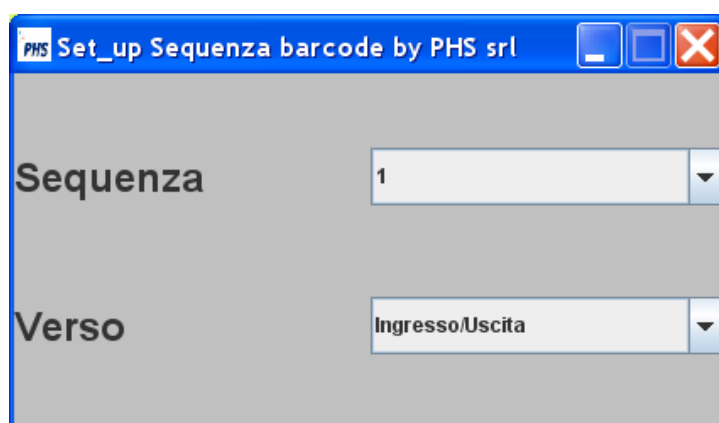 PHS Set_up Sequenza barcode by PHS srl
Sequenza 1
Verso Ingresso/Uscita